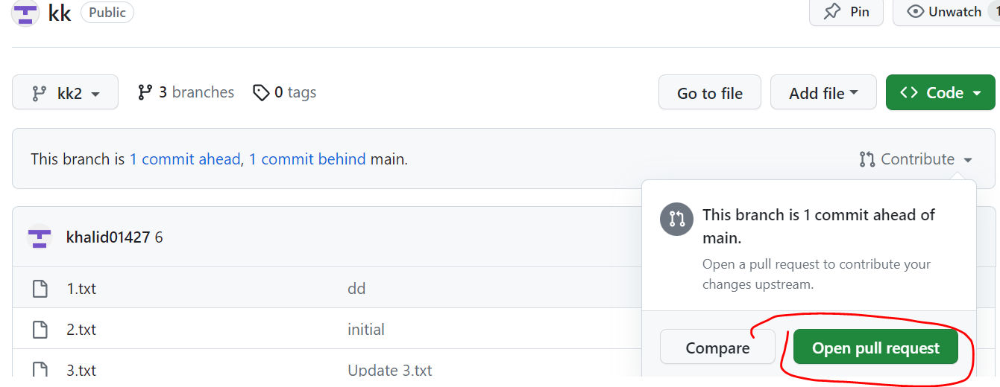 kk Public Pin Unwatch 1
kk2 3 branches 0 tags Go to file Add file Code
This branch is 1 commit ahead, 1 commit behind main. Contribute
This branch is 1 commit ahead of
main.
Open a pull request to contribute your
changes upstream.
Compare Open pull request
khalid01427 6
1.txt dd
2.txt initial
3.txt Update 3.txt